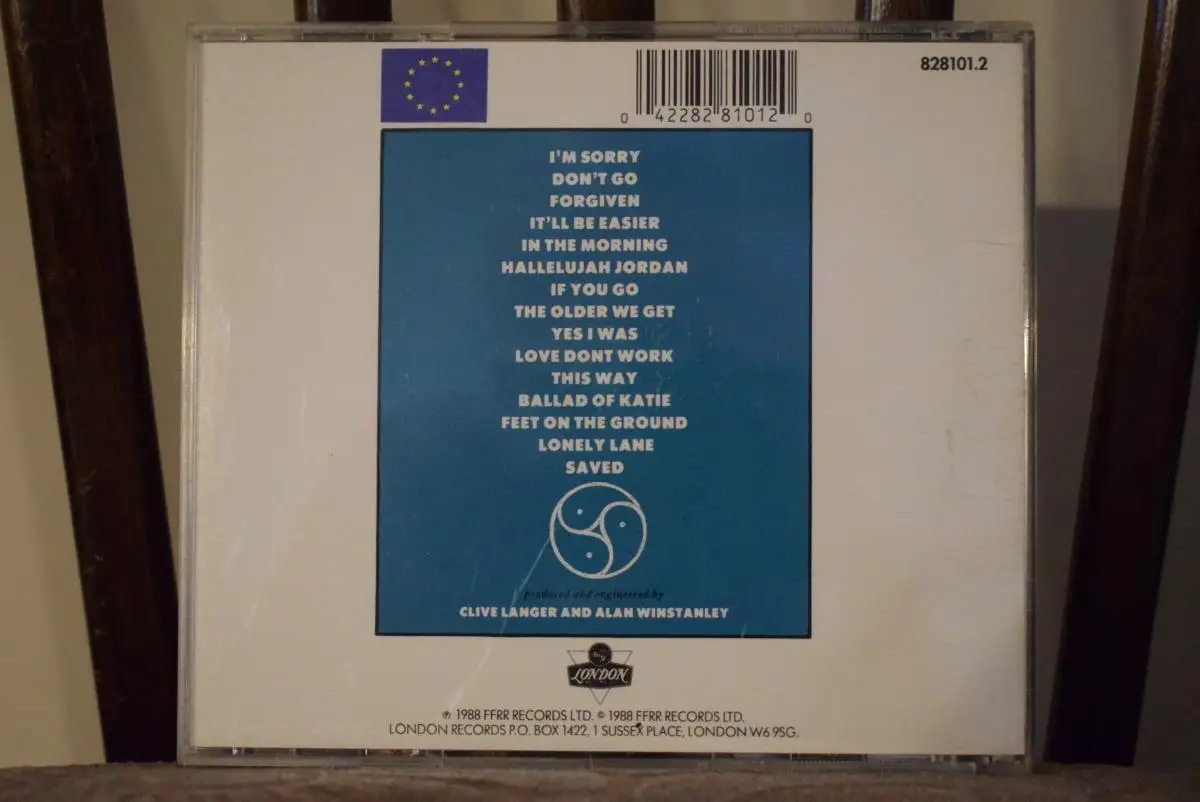 828101.2
0 42282 81012 0
I'M SORRY
DON'T GO
FORGIVEN
IT'LL BE EASIER
IN THE MORNING
HALLELUJAH JORDAN
IF YOU GO
THE OLDER WE GET
YES I WAS
LOVE DONT WORK
THIS WAY
BALLAD OF KATIE
FEET ON THE GROUND
LONELY LANE
SAVED
produced and engineered by
CLIVE LANGER AND ALAN WINSTANLEY
LONDON
℗ 1988 FFRR RECORDS LTD. © 1988 FFRR RECORDS LTD.
LONDON RECORDS P.O. BOX 1422, 1 SUSSEX PLACE, LONDON W6 9SG.